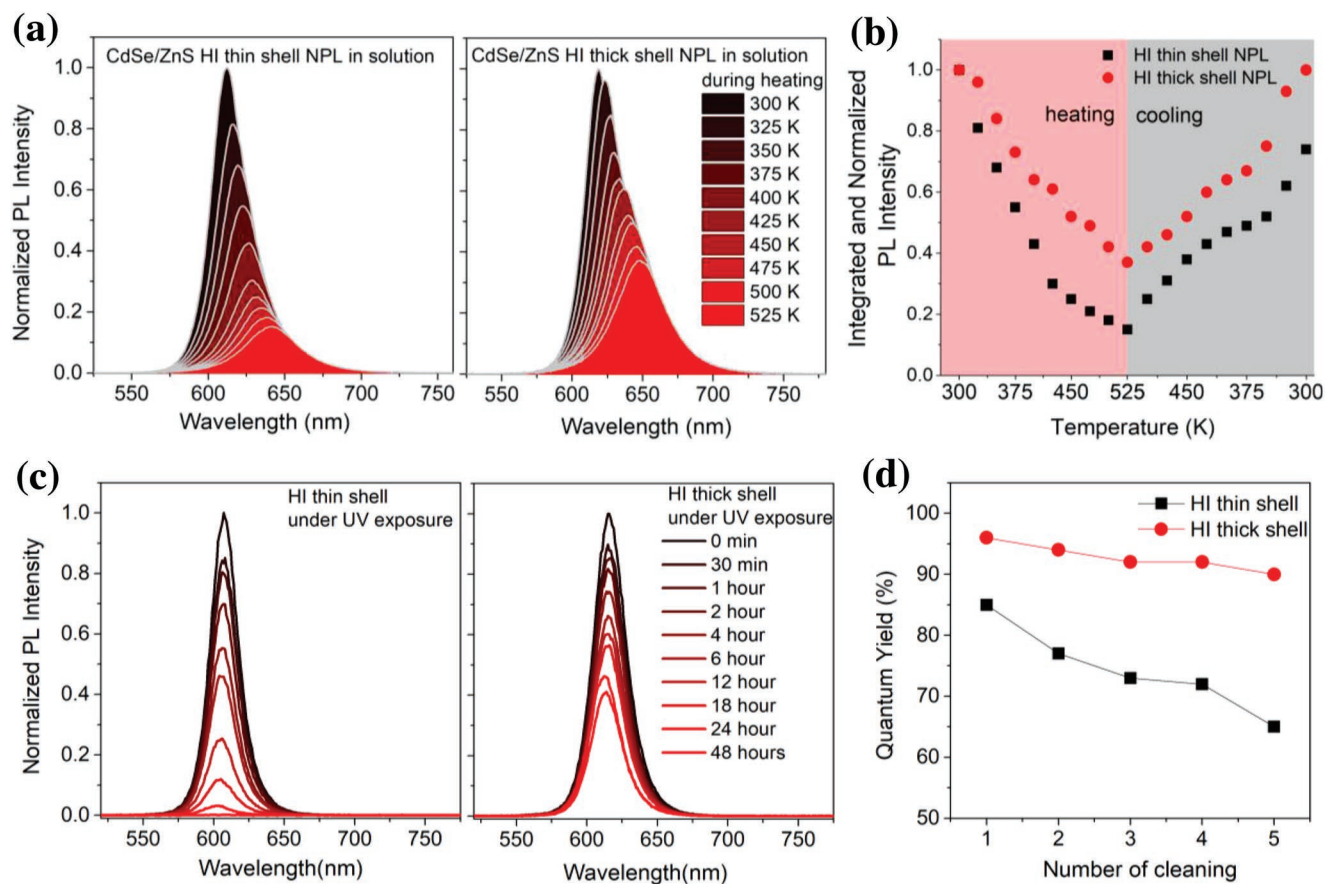 (a)
CdSe/ZnS HI thin shell NPL in solution
1.0
0.8
0.6
0.4
0.2
0.0
Normalized PL Intensity
550 600 650 700 750
Wavelength (nm)
CdSe/ZnS HI thick shell NPL in solution
during heating
300 K
325 K
350 K
375 K
400 K
425 K
450 K
475 K
500 K
525 K
550 600 650 700 750
Wavelength (nm)
(b)
HI thin shell NPL
HI thick shell NPL
heating cooling
1.0
0.8
0.6
0.4
0.2
0.0
Integrated and Normalized
PL Intensity
300 375 450 525 450 375 300
Temperature (K)
(c)
HI thin shell
under UV exposure
1.0
0.8
0.6
0.4
0.2
0.0
Normalized PL Intensity
550 600 650 700 750
Wavelength(nm)
HI thick shell
under UV exposure
0 min
30 min
1 hour
2 hour
4 hour
6 hour
12 hour
18 hour
24 hour
48 hours
550 600 650 700 750
Wavelength(nm)
(d)
HI thin shell
HI thick shell
100
90
80
70
60
50
Quantum Yield (%)
1 2 3 4 5
Number of cleaning